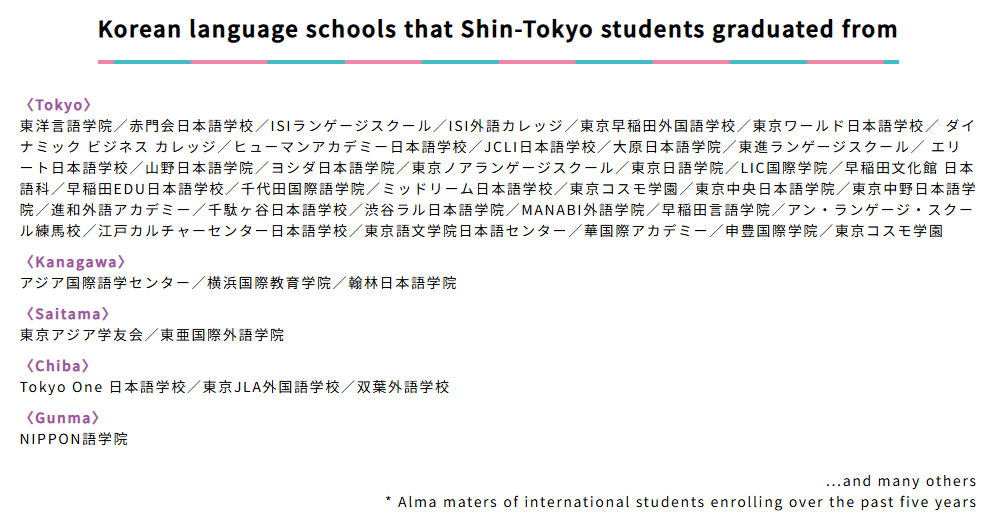 Korean language schools that Shin-Tokyo students graduated from
〈Tokyo〉
東洋言語学院／赤門会日本語学校／ISIランゲージスクール／ISI外語カレッジ／東京早稲田外国語学校／東京ワールド日本語学校／ ダイ
ナミック ビジネス カレッジ／ヒューマンアカデミー日本語学校／JCLI日本語学校／大原日本語学院／東進ランゲージスクール／ エリ
ート日本語学校／山野日本語学院／ヨシダ日本語学院／東京ノアランゲージスクール／東京日語学院／LIC国際学院／早稲田文化館 日本
語科／早稲田EDU日本語学校／千代田国際語学院／ミッドリーム日本語学校／東京コスモ学園／東京中央日本語学院／東京中野日本語学
院／進和外語アカデミー／千駄ヶ谷日本語学校／渋谷ラル日本語学院／MANABI外語学院／早稲田言語学院／アン・ランゲージ・スクー
ル練馬校／江戸カルチャーセンター日本語学校／東京語文学院日本語センター／華国際アカデミー／申豊国際学院／東京コスモ学園
〈Kanagawa〉
アジア国際語学センター／横浜国際教育学院／翰林日本語学院
〈Saitama〉
東京アジア学友会／東亜国際外語学院
〈Chiba〉
Tokyo One 日本語学校／東京JLA外国語学校／双葉外語学校
〈Gunma〉
NIPPON語学院
...and many others
* Alma maters of international students enrolling over the past five years